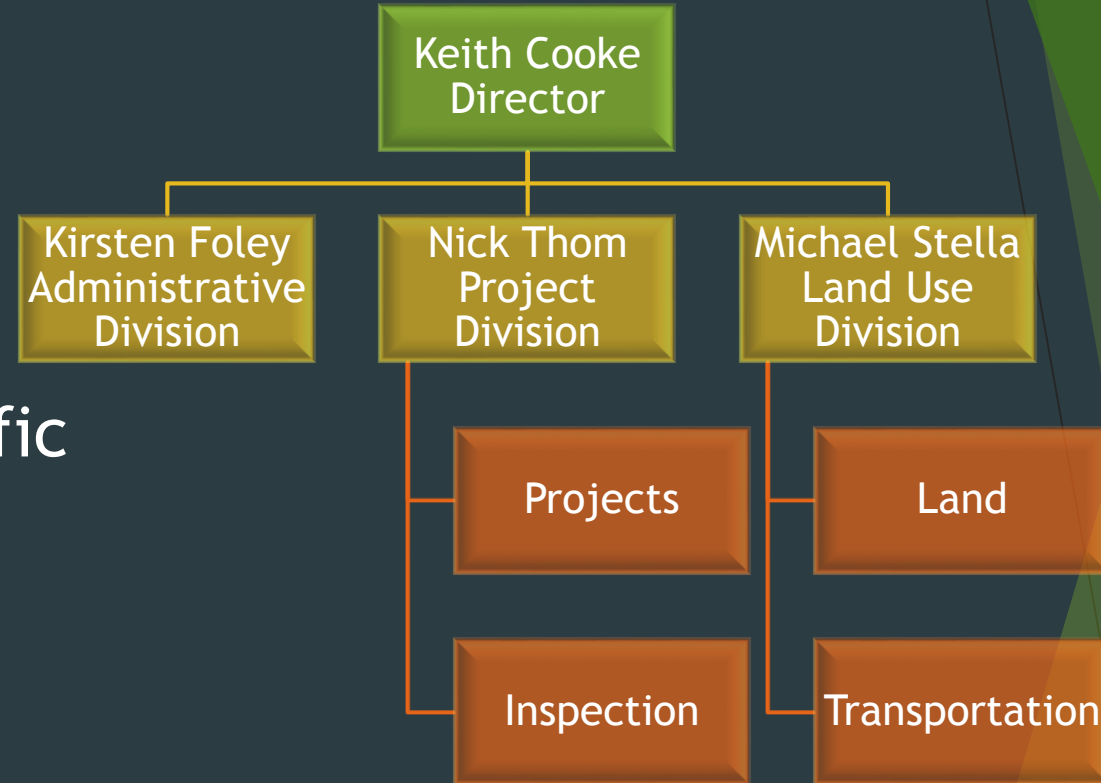 Keith Cooke
Director
Kirsten Foley
Administrative
Division
Nick Thom
Project
Division
Michael Stella
Land Use
Division
fic
Projects
Land
Inspection
Transportation